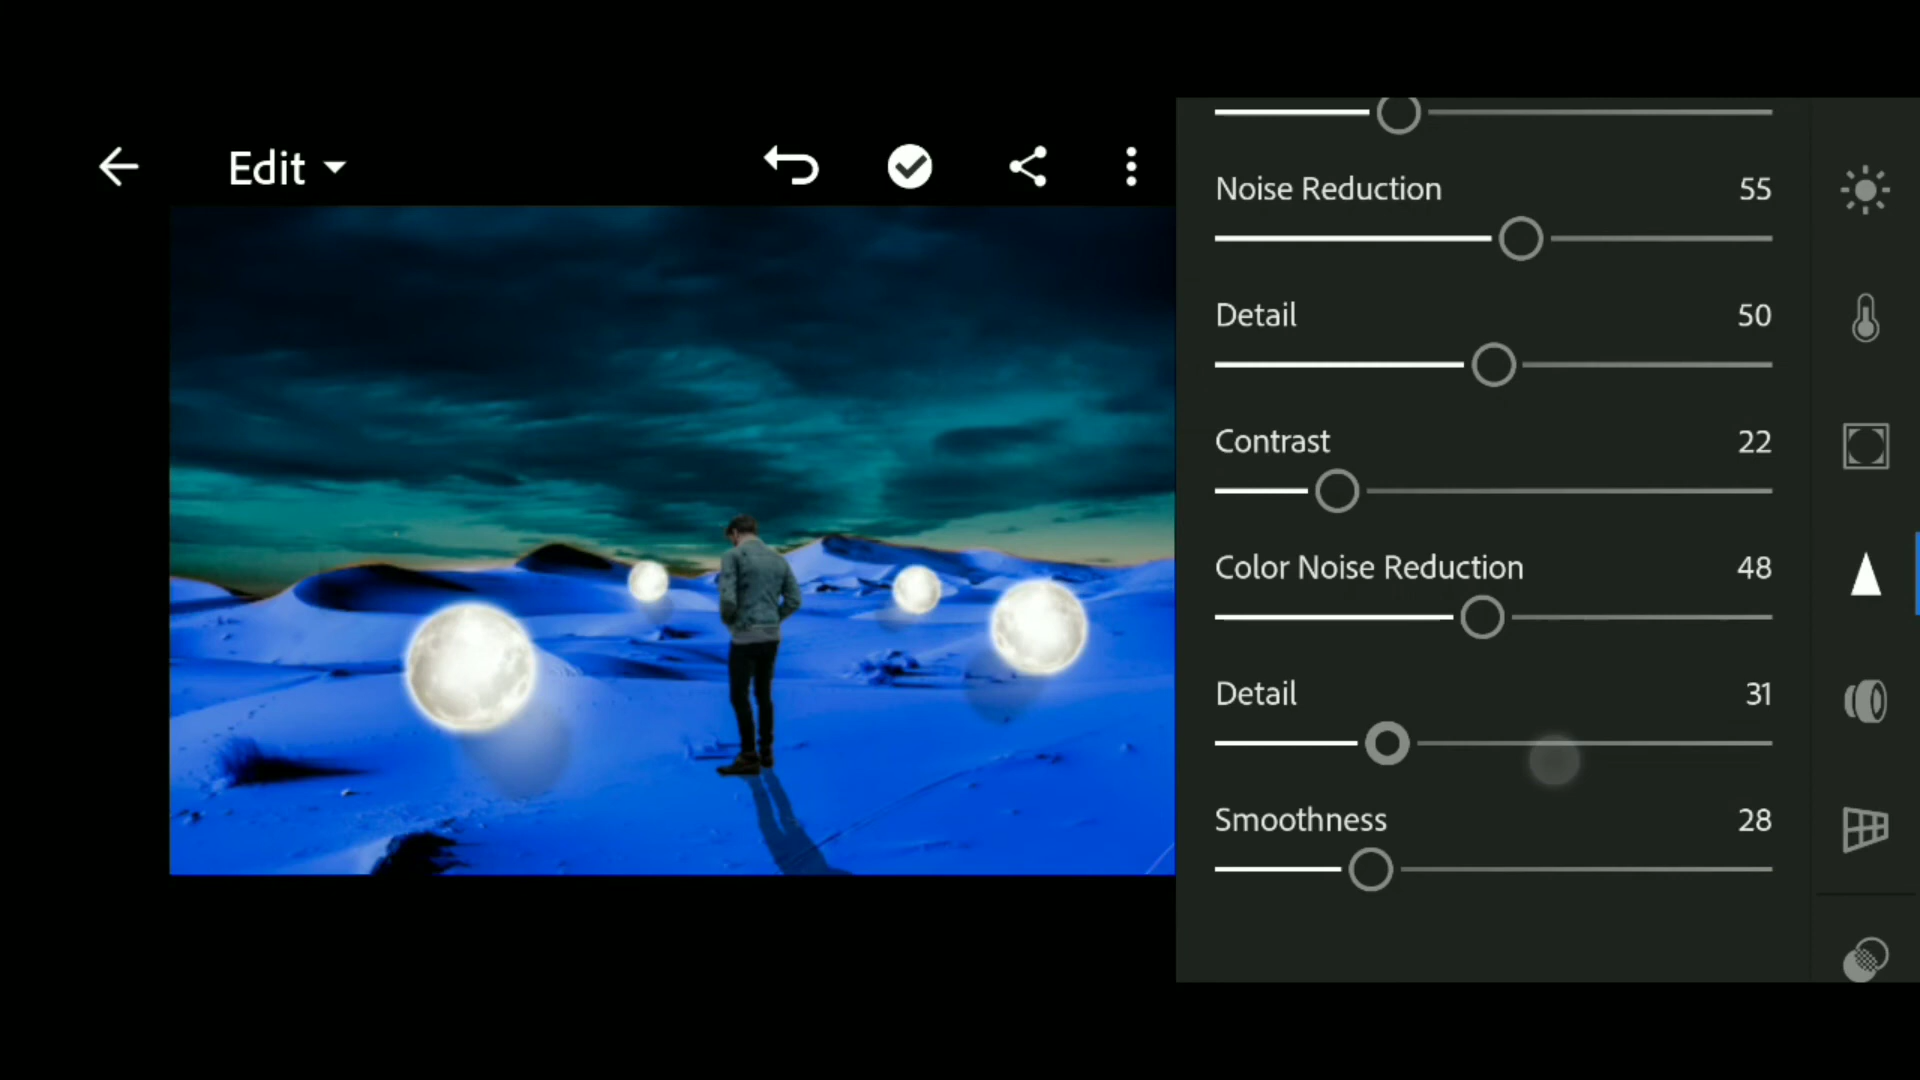 Edit
Noise Reduction 55
Detail 50
Contrast 22
Color Noise Reduction 48
Detail 31
Smoothness 28